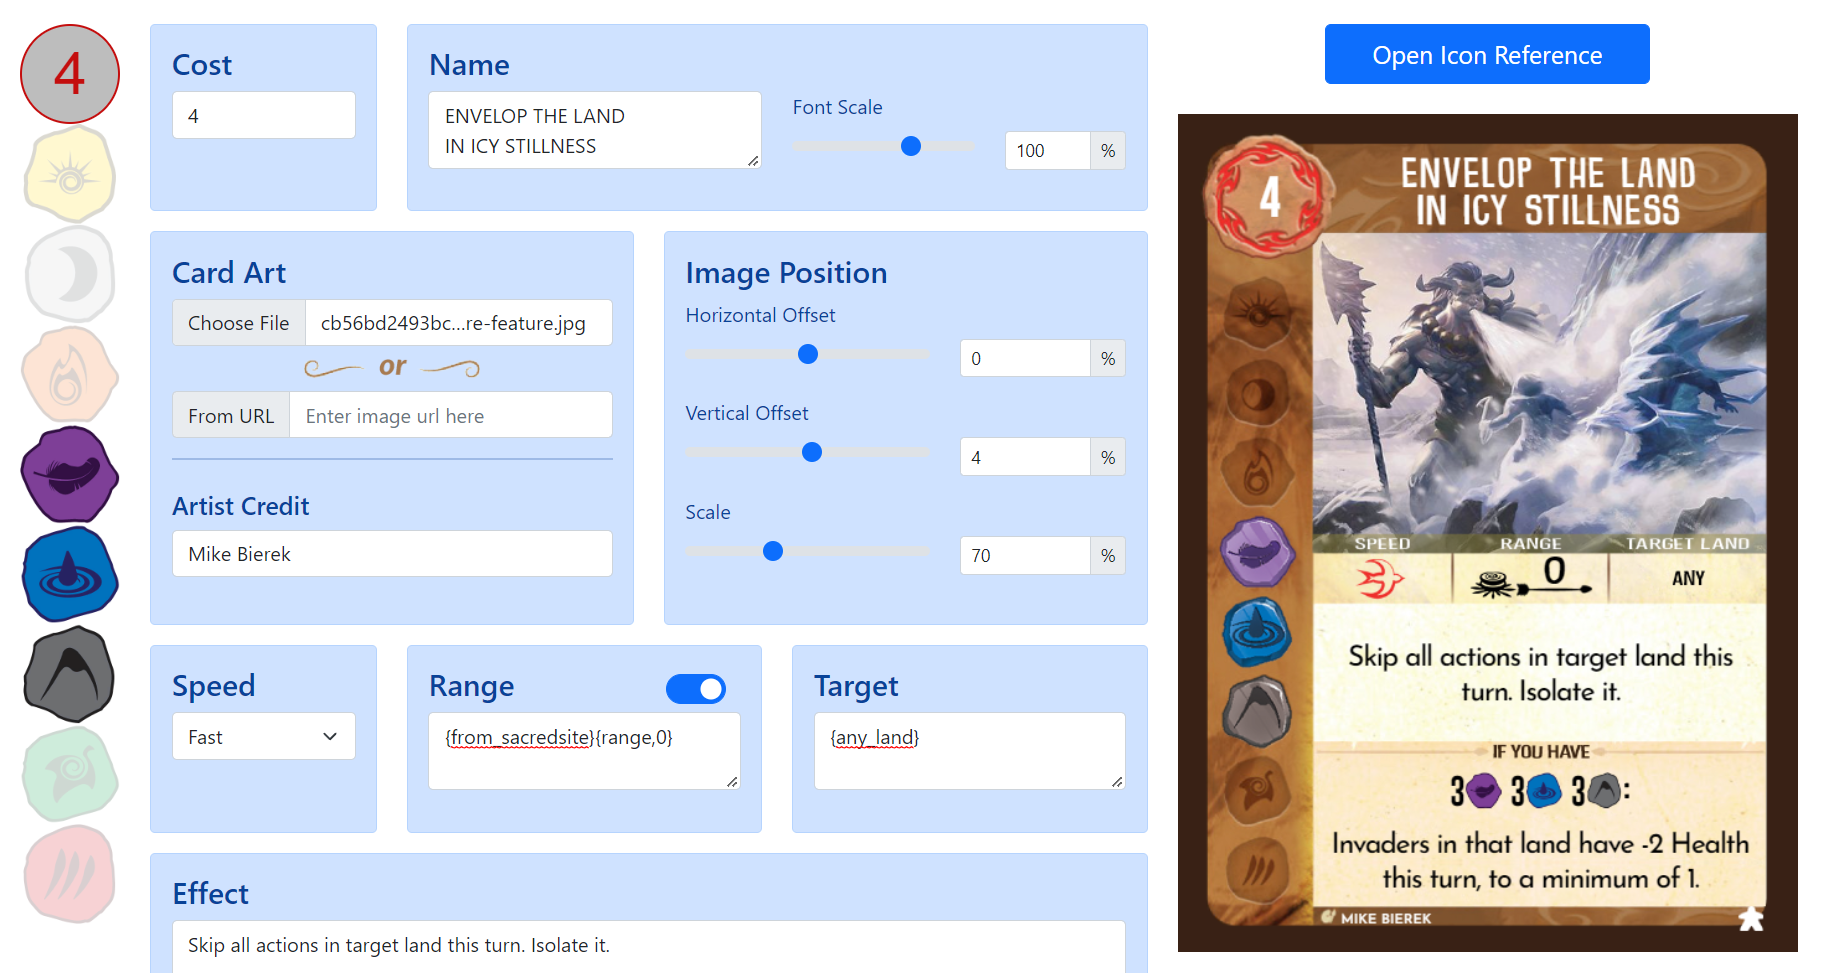 4
Cost
4
Name
ENVELOP THE LAND
IN ICY STILLNESS
Font Scale
100 %
Open Icon Reference
Card Art
Choose File cb56bd2493bc...re-feature.jpg
or
From URL Enter image url here
Artist Credit
Mike Bierek
Image Position
Horizontal Offset
0 %
Vertical Offset
4 %
Scale
70 %
Speed
Fast
Range
{from_sacredsite}{range,0}
Target
{any_land}
Effect
Skip all actions in target land this turn. Isolate it.
4
ENVELOP THE LAND
IN ICY STILLNESS
SPEED RANGE TARGET LAND
0 ANY
Skip all actions in target land this
turn. Isolate it.
IF YOU HAVE
3 3 3 :
Invaders in that land have -2 Health
this turn, to a minimum of 1.
MIKE BIEREK